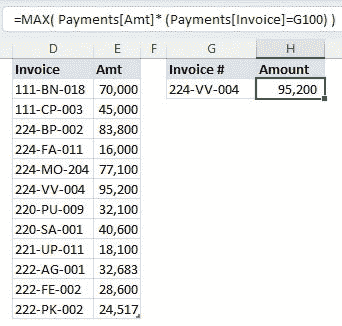 =MAX( Payments[Amt]* (Payments[Invoice]=G100) )
D E F G H
Invoice Amt Invoice # Amount
111-BN-018 70,000 224-VV-004 95,200
111-CP-003 45,000
224-BP-002 83,800
224-FA-011 16,000
224-MO-204 77,100
224-VV-004 95,200
220-PU-009 32,100
220-SA-001 40,600
221-UP-011 18,100
222-AG-001 32,683
222-FE-002 28,600
222-PK-002 24,517